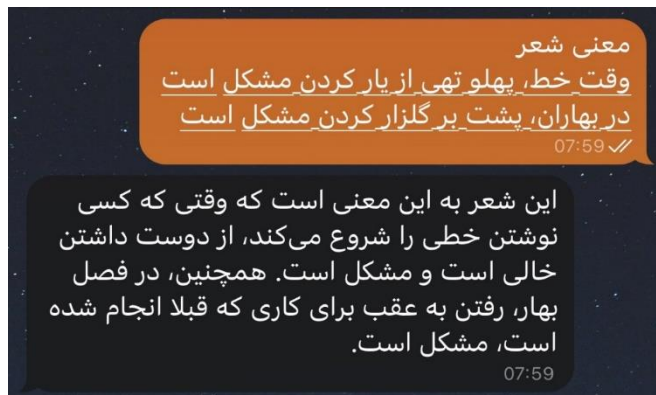 معنی شعر
وقت خط، پهلو تهی از یار کردن مشکل است
در بهاران، پشت بر گلزار کردن مشکل است
07:59
این شعر به این معنی است که وقتی که کسی
نوشتن خطی را شروع می‌کند، از دوست داشتن
خالی است و مشکل است. همچنین، در فصل
بهار، رفتن به عقب برای کاری که قبلا انجام شده
است، مشکل است.
07:59